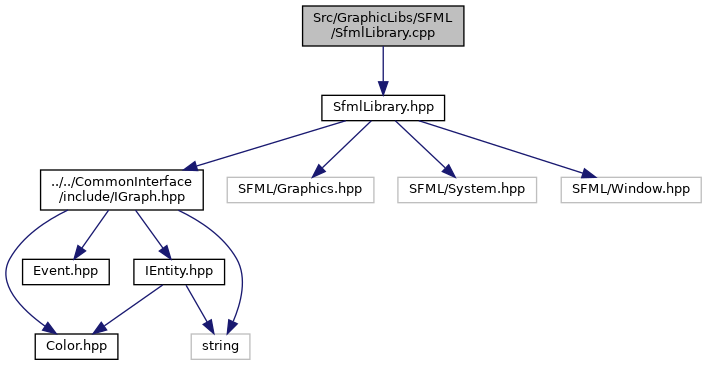 Src/GraphicLibs/SFML
/SfmlLibrary.cpp
SfmlLibrary.hpp
../../CommonInterface
/include/IGraph.hpp
SFML/Graphics.hpp
SFML/System.hpp
SFML/Window.hpp
Event.hpp
IEntity.hpp
Color.hpp
string